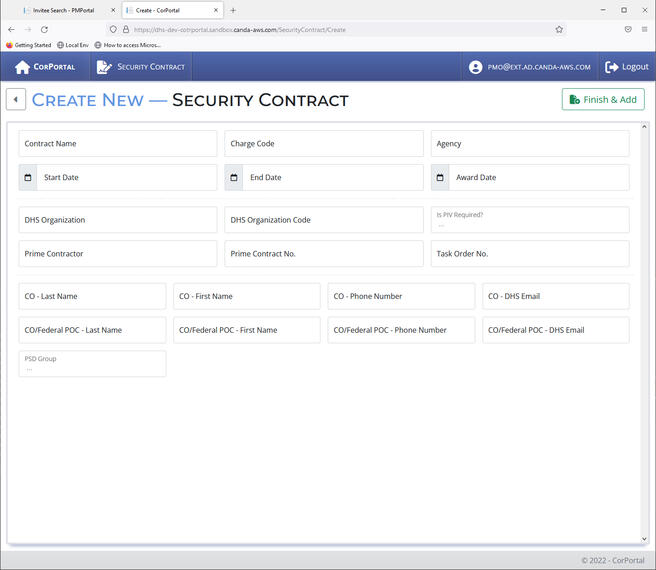 Invitee Search - PMPortal
Create - CorPortal
https://dhs-dev-cotrportal.sandbox.canda-aws.com/SecurityContract/Create
Getting Started Local Env How to access Micros...
CorPortal Security Contract PMO@EXT.AD.CANDA-AWS.COM Logout
Create New — Security Contract Finish & Add
Contract Name Charge Code Agency
Start Date End Date Award Date
DHS Organization DHS Organization Code Is PIV Required?
...
Prime Contractor Prime Contract No. Task Order No.
CO - Last Name CO - First Name CO - Phone Number CO - DHS Email
CO/Federal POC - Last Name CO/Federal POC - First Name CO/Federal POC - Phone Number CO/Federal POC - DHS Email
PSD Group
...
© 2022 - CorPortal